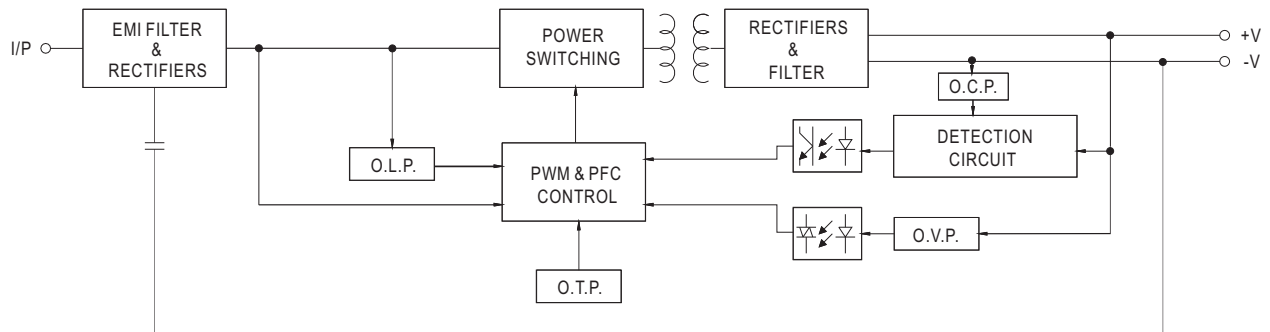 I/P
EMI FILTER
&
RECTIFIERS
POWER
SWITCHING
RECTIFIERS
&
FILTER
+V
-V
O.C.P.
DETECTION
CIRCUIT
O.L.P.
PWM & PFC
CONTROL
O.V.P.
O.T.P.